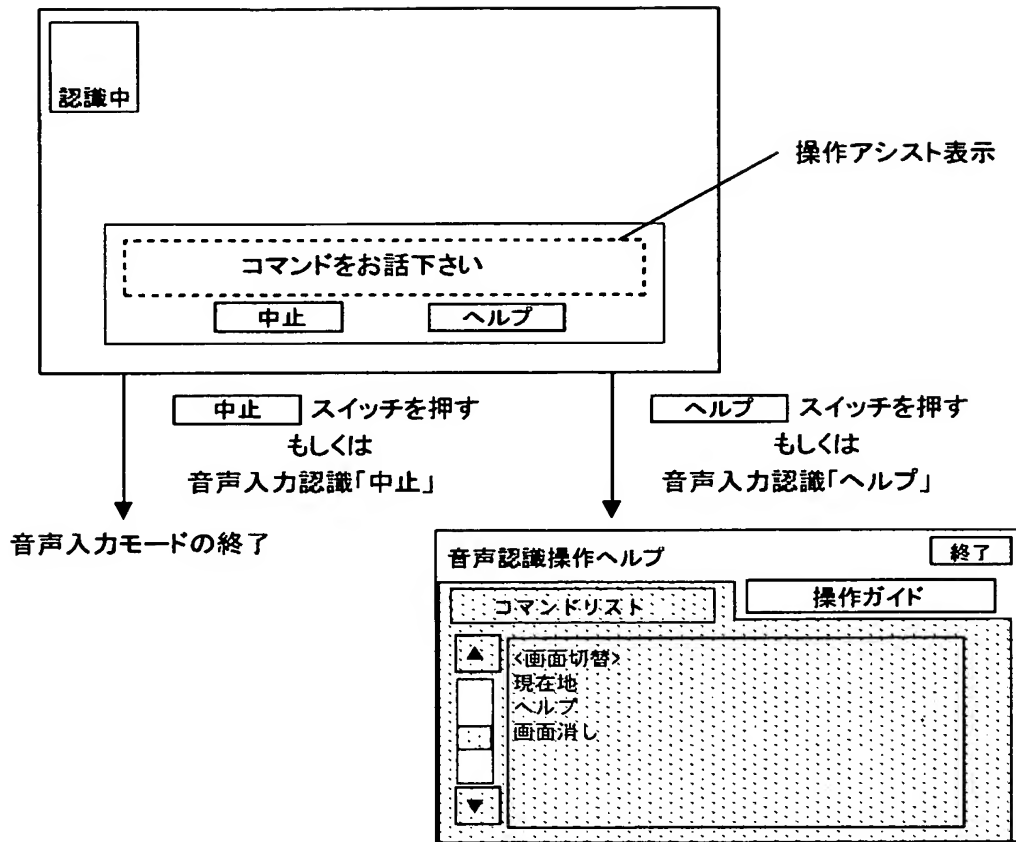 認識中
操作アシスト表示
コマンドをお話下さい
中止
ヘルプ
中止 スイッチを押す
もしくは
音声入力認識「中止」
ヘルプ スイッチを押す
もしくは
音声入力認識「ヘルプ」
音声入力モードの終了
音声認識操作ヘルプ
終了
コマンドリスト
操作ガイド
<画面切替>
現在地
ヘルプ
画面消し